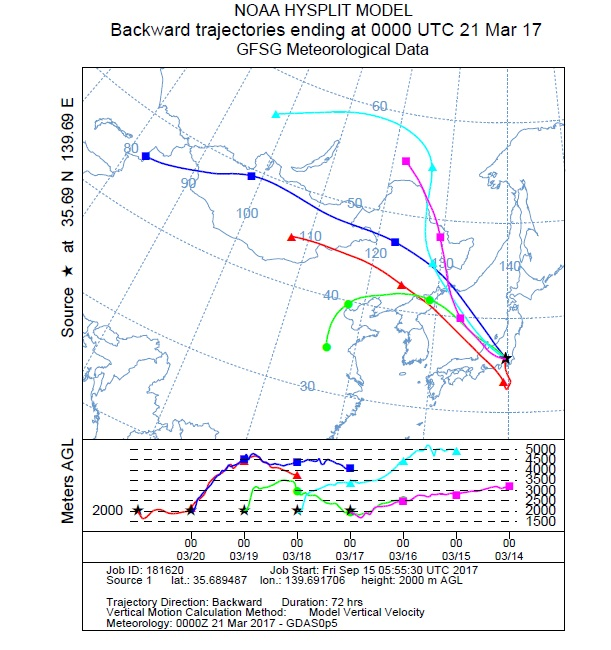 NOAA HYSPLIT MODEL
Backward trajectories ending at 0000 UTC 21 Mar 17
GFSG Meteorological Data
Source ★ at 35.69 N 139.69 E
60
80
90
50
100
110
120
130
140
40
30
Meters AGL
2000
5000
4500
4000
3500
3000
2500
2000
1500
00 00 00 00 00 00 00
03/20 03/19 03/18 03/17 03/16 03/15 03/14
Job ID: 181620 Job Start: Fri Sep 15 05:55:30 UTC 2017
Source 1 lat.: 35.689487 lon.: 139.691706 height: 2000 m AGL
Trajectory Direction: Backward Duration: 72 hrs
Vertical Motion Calculation Method: Model Vertical Velocity
Meteorology: 0000Z 21 Mar 2017 - GDAS0p5